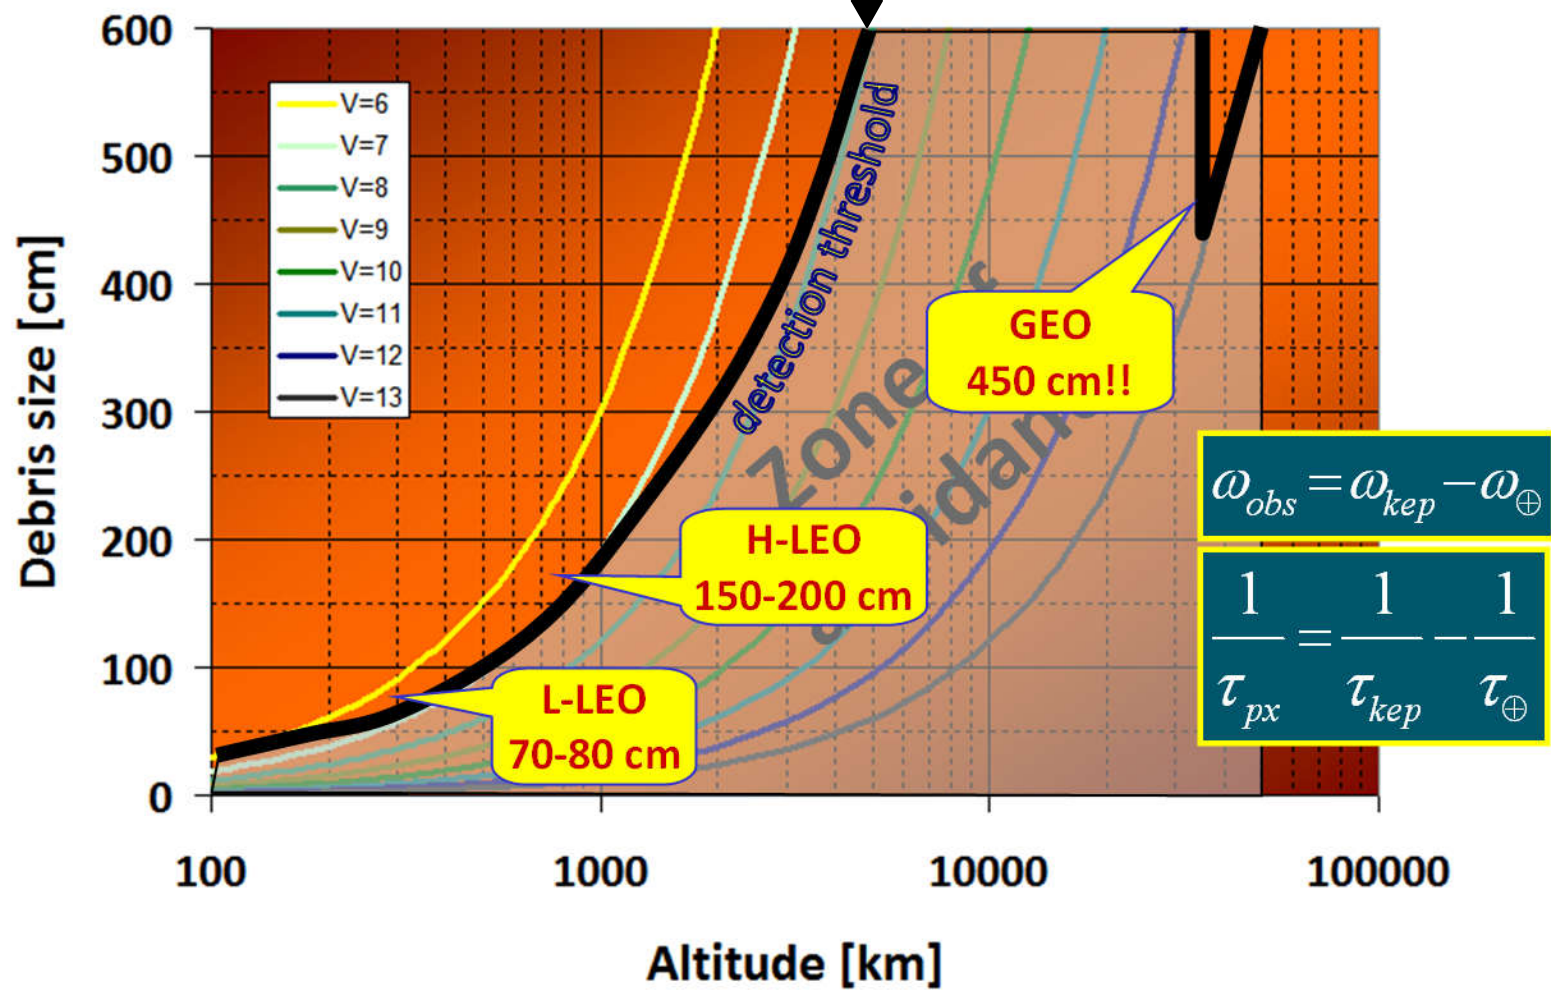 600
500
400
300
200
100
0
Debris size [cm]
V=6
V=7
V=8
V=9
V=10
V=11
V=12
V=13
detection threshold
Zone
GEO
450 cm!!
H-LEO
150-200 cm
L-LEO
70-80 cm
ω_obs = ω_kep − ω_⊕
1/τ_px = 1/τ_kep − 1/τ_⊕
100
1000
10000
100000
Altitude [km]